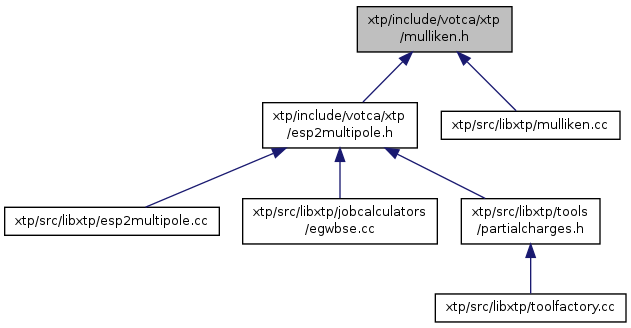 xtp/include/votca/xtp
/mulliken.h
xtp/include/votca/xtp
/esp2multipole.h
xtp/src/libxtp/mulliken.cc
xtp/src/libxtp/esp2multipole.cc
xtp/src/libxtp/jobcalculators
/egwbse.cc
xtp/src/libxtp/tools
/partialcharges.h
xtp/src/libxtp/toolfactory.cc